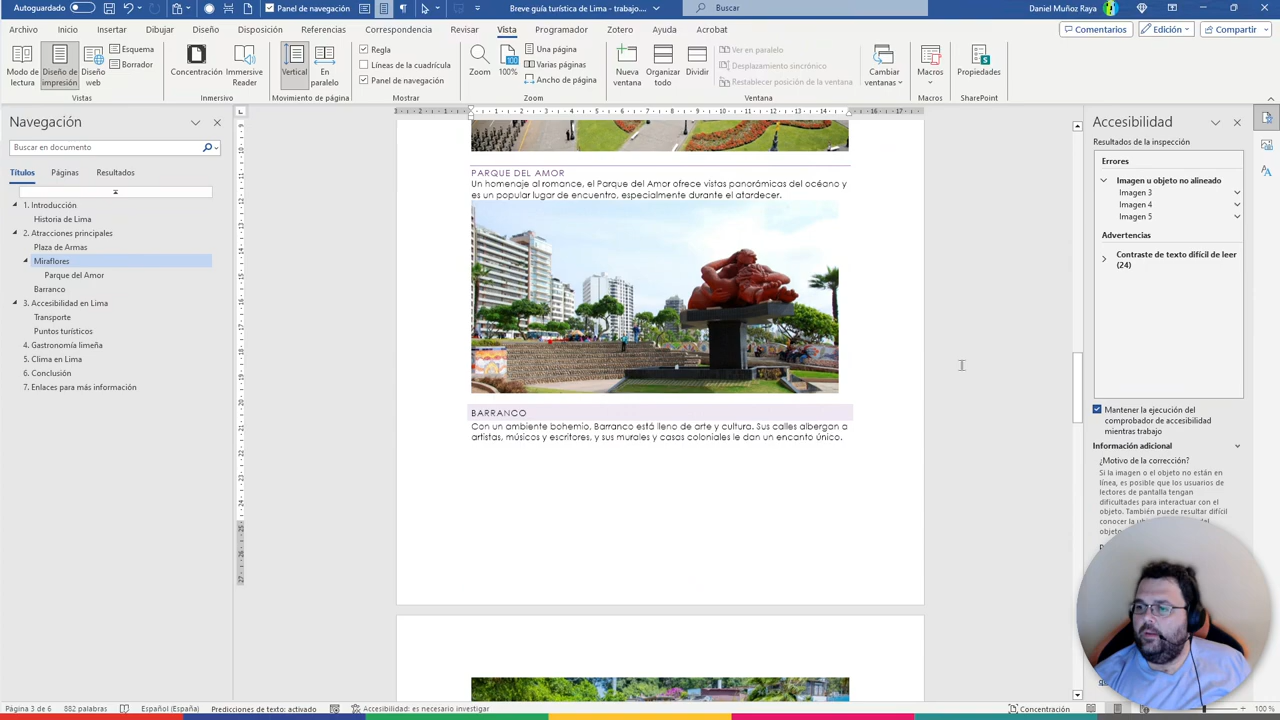 Autoguardado
Panel de navegación
Breve guía turística de Lima - trabajo...
Buscar
Daniel Muñoz Raya
Archivo Inicio Insertar Dibujar Diseño Disposición Referencias Correspondencia Revisar Vista Programador Zotero Ayuda Acrobat
Comentarios Edición Compartir
Modo de lectura
Diseño de impresión
Diseño web
Esquema
Borrador
Vistas
Concentración
Immersive Reader
Inmersivo
Vertical
En paralelo
Movimiento de página
Regla
Líneas de la cuadrícula
Panel de navegación
Mostrar
Zoom
100
100%
Una página
Varias páginas
Ancho de página
Zoom
Nueva ventana
Organizar todo
Dividir
Ver en paralelo
Desplazamiento sincrónico
Restablecer posición de la ventana
Ventana
Cambiar ventanas
Macros
Macros
Propiedades
SharePoint
Navegación
Buscar en documento
Títulos Páginas Resultados
1. Introducción
Historia de Lima
2. Atracciones principales
Plaza de Armas
Miraflores
Parque del Amor
Barranco
3. Accesibilidad en Lima
Transporte
Puntos turísticos
4. Gastronomía limeña
5. Clima en Lima
6. Conclusión
7. Enlaces para más información
PARQUE DEL AMOR
Un homenaje al romance, el Parque del Amor ofrece vistas panorámicas del océano y
es un popular lugar de encuentro, especialmente durante el atardecer.
BARRANCO
Con un ambiente bohemio, Barranco está lleno de arte y cultura. Sus calles albergan a
artistas, músicos y escritores, y sus murales y casas coloniales le dan un encanto único.
Accesibilidad
Resultados de la inspección
Errores
Imagen u objeto no alineado
Imagen 3
Imagen 4
Imagen 5
Advertencias
Contraste de texto difícil de leer
(24)
Mantener la ejecución del
comprobador de accesibilidad
mientras trabajo
Información adicional
¿Motivo de la corrección?
Si la imagen o el objeto no están en
línea, es posible que los usuarios de
lectores de pantalla tengan
dificultades para interactuar con el
objeto. También puede resultar difícil
Página 3 de 6
882 palabras
Español (España)
Predicciones de texto: activado
Accesibilidad: es necesario investigar
Concentración
100 %